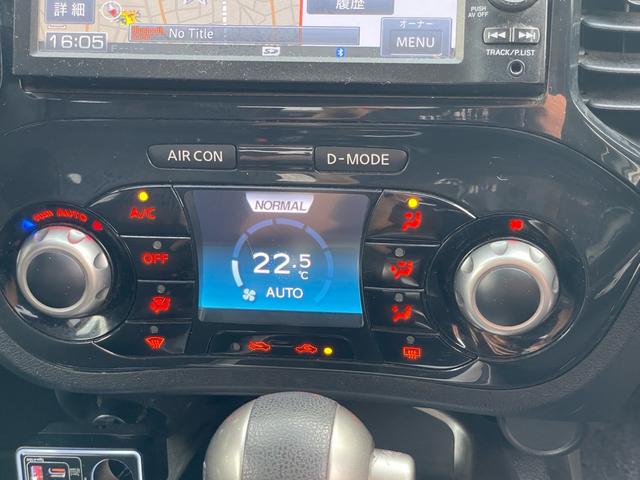 詳細
履歴
オーナー
MENU
16:05
No Title
PUSH
AV OFF
TRACK/P.LIST
AIR CON
D-MODE
AUTO
A/C
OFF
NORMAL
22.5
℃
AUTO